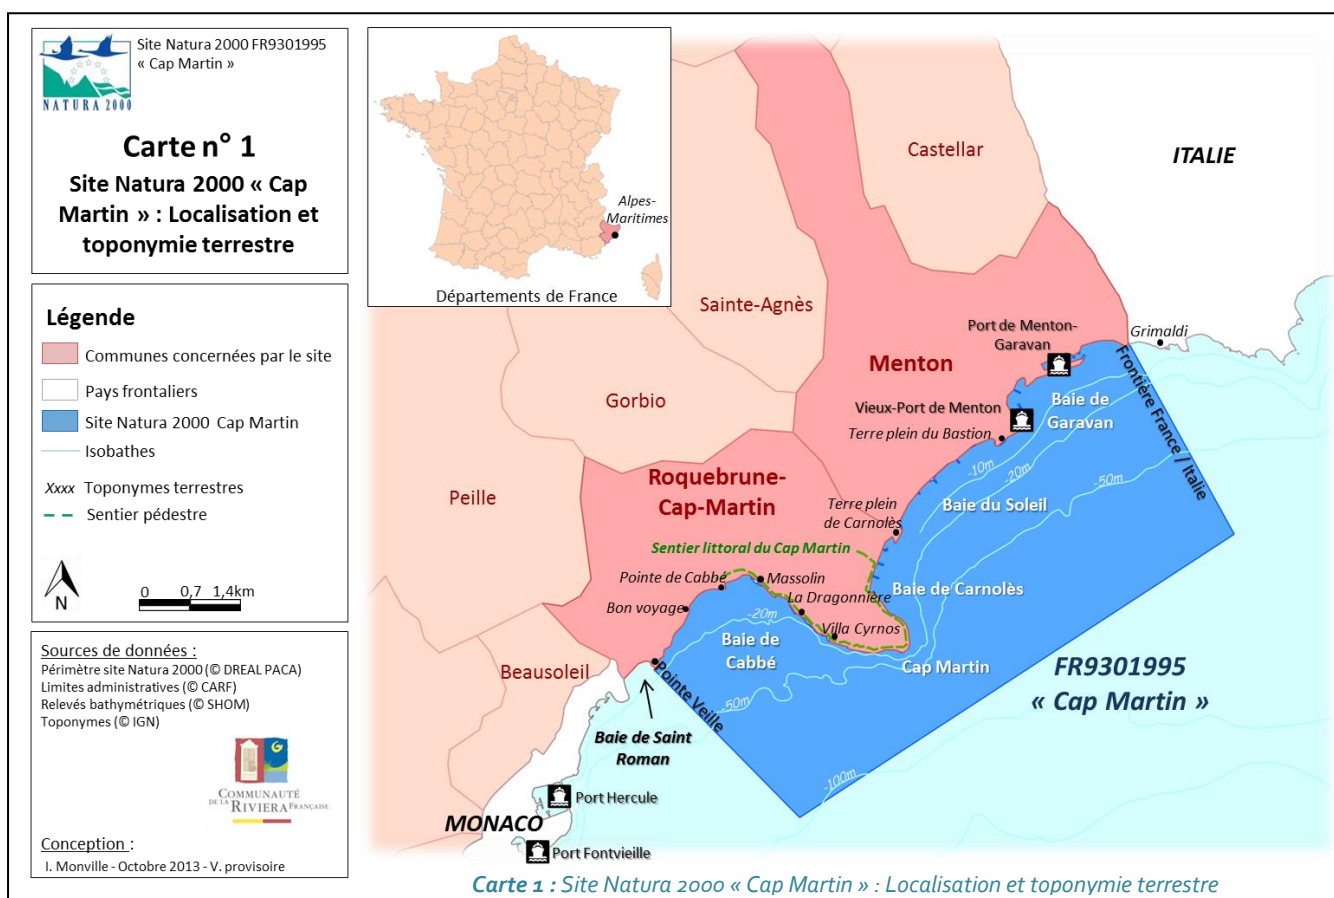 Site Natura 2000 FR9301995
« Cap Martin »
NATURA 2000
Carte n° 1
Site Natura 2000 « Cap
Martin » : Localisation et
toponymie terrestre
Légende
Communes concernées par le site
Pays frontaliers
Site Natura 2000 Cap Martin
Isobathes
Xxxx Toponymes terrestres
Sentier pédestre
N
0 0,7 1,4km
Sources de données :
Périmètre site Natura 2000 (© DREAL PACA)
Limites administratives (© CARF)
Relevés bathymétriques (© SHOM)
Toponymes (© IGN)
COMMUNAUTÉ
DE LA RIVIERA FRANÇAISE
Conception :
I. Monville - Octobre 2013 - V. provisoire
Alpes-
Maritimes
Départements de France
Castellar
ITALIE
Sainte-Agnès
Port de Menton-
Garavan
Grimaldi
Menton
Frontière France / Italie
Gorbio
Vieux-Port de Menton
Baie de
Garavan
Terre plein du Bastion
-10m
-20m
-50m
Peille
Roquebrune-
Cap-Martin
Terre plein
de Carnolès
Baie du Soleil
Sentier littoral du Cap Martin
Pointe de Cabbé
Massolin
Baie de Carnolès
La Dragonnière
Bon voyage
-20m
Villa Cyrnos
Baie de
Cabbé
Cap Martin
FR9301995
« Cap Martin »
Beausoleil
Pointe Veille
-50m
Baie de Saint
Roman
-100m
Port Hercule
MONACO
Port Fontvieille
Carte 1 : Site Natura 2000 « Cap Martin » : Localisation et toponymie terrestre